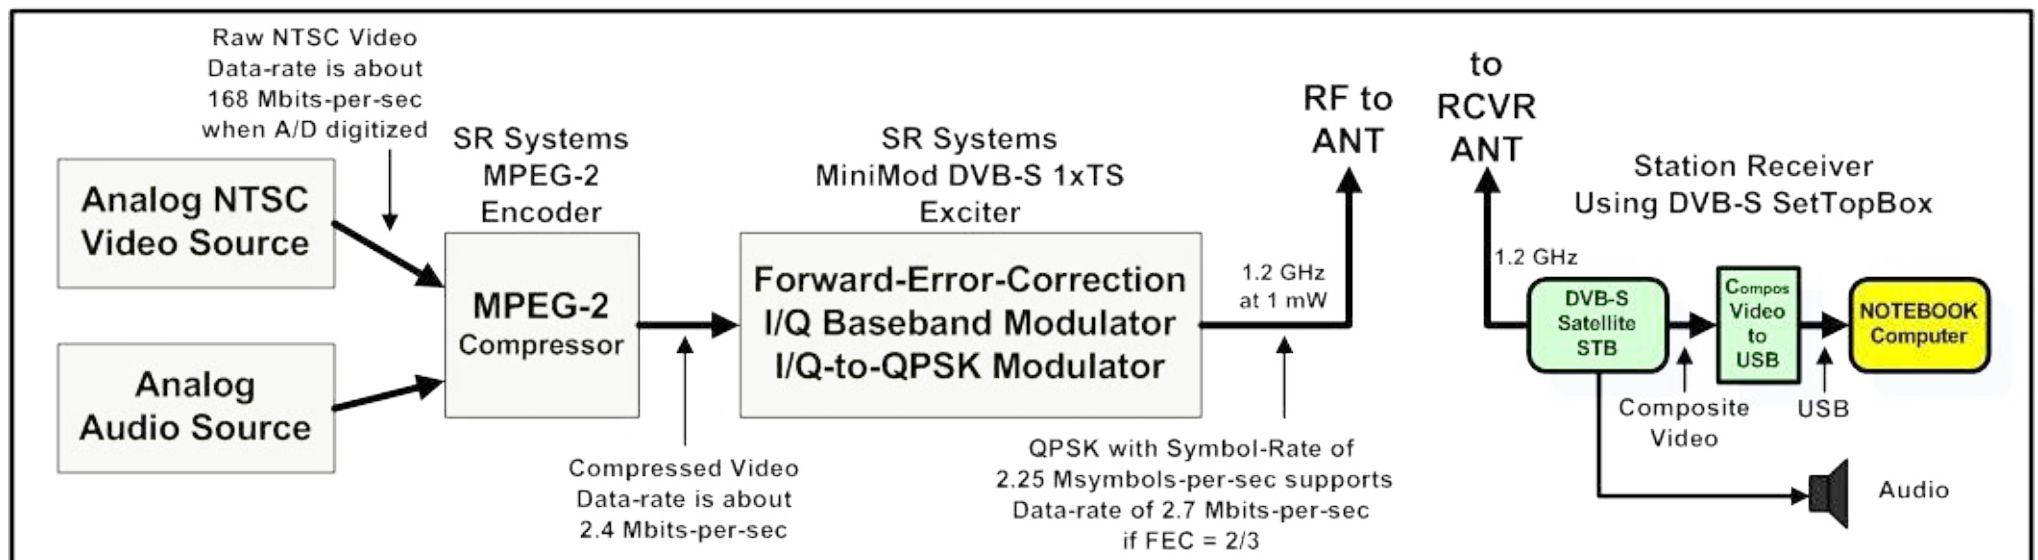 Raw NTSC Video
Data-rate is about
168 Mbits-per-sec
when A/D digitized
Analog NTSC
Video Source
Analog
Audio Source
SR Systems
MPEG-2
Encoder
MPEG-2
Compressor
Compressed Video
Data-rate is about
2.4 Mbits-per-sec
SR Systems
MiniMod DVB-S 1xTS
Exciter
Forward-Error-Correction
I/Q Baseband Modulator
I/Q-to-QPSK Modulator
1.2 GHz
at 1 mW
RF to
ANT
QPSK with Symbol-Rate of
2.25 Msymbols-per-sec supports
Data-rate of 2.7 Mbits-per-sec
if FEC = 2/3
to
RCVR
ANT
1.2 GHz
Station Receiver
Using DVB-S SetTopBox
DVB-S
Satellite
STB
Compos
Video
to
USB
NOTEBOOK
Computer
Composite
Video
USB
Audio